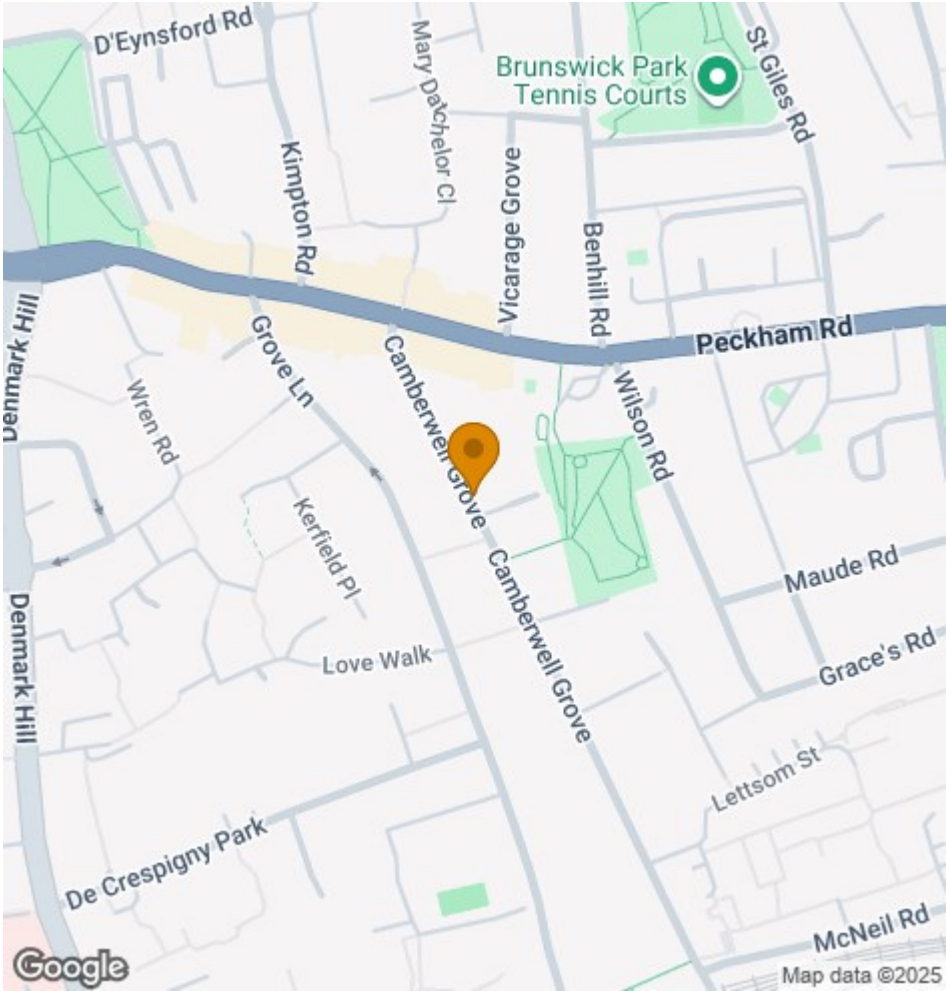 D'Eynsford Rd
Mary Datchelor Cl
Brunswick Park
Tennis Courts
St Giles Rd
Kimpton Rd
Vicarage Grove
Benhill Rd
Denmark Hill
Grove Ln
Camberwell Grove
Peckham Rd
Wren Rd
Wilson Rd
Kerfield Pl
Camberwell Grove
Maude Rd
Love Walk
Grace's Rd
Denmark Hill
Lettsom St
De Crespigny Park
McNeil Rd
Google
Map data ©2025